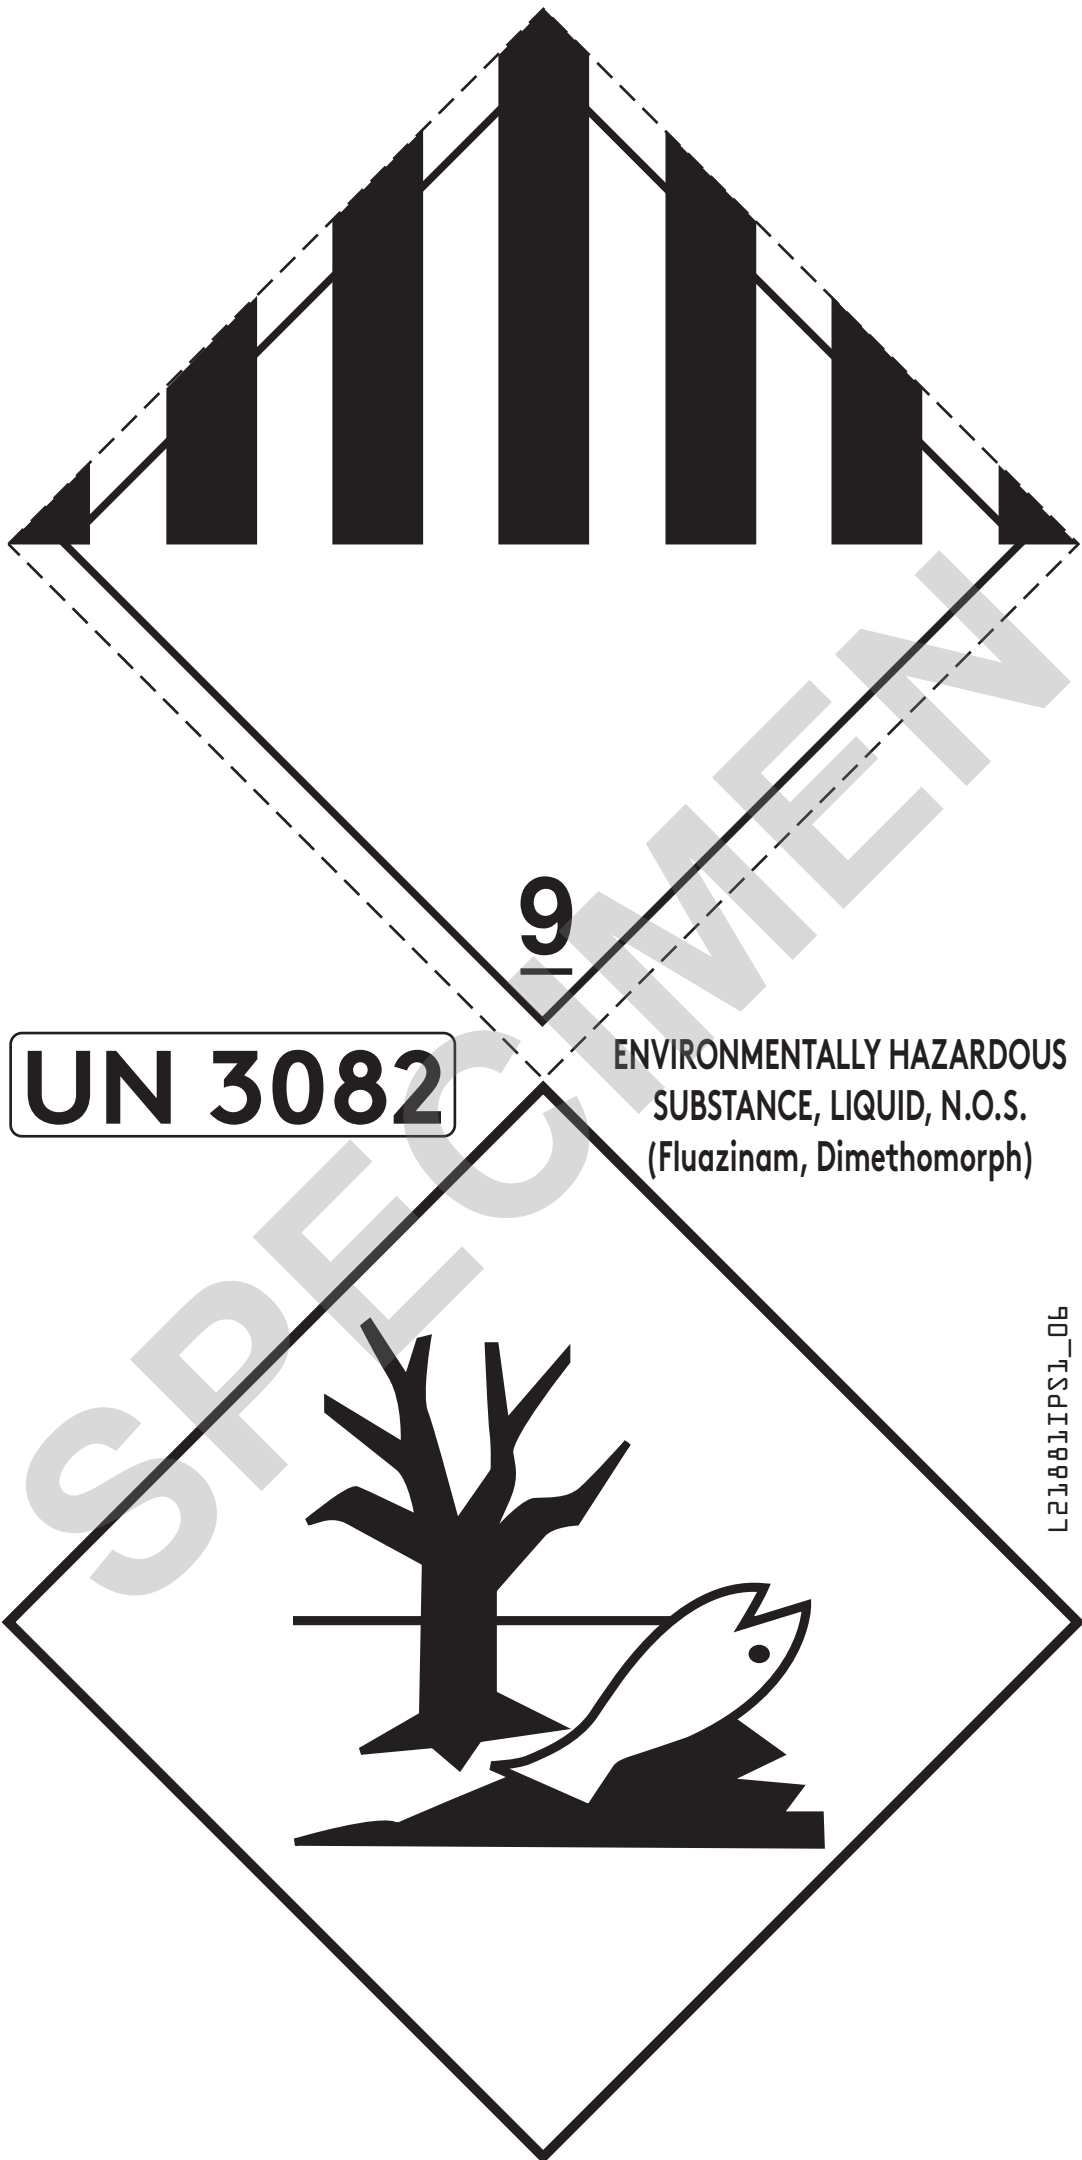 9
UN 3082
ENVIRONMENTALLY HAZARDOUS
SUBSTANCE, LIQUID, N.O.S.
(Fluazinam, Dimethomorph)
L21881IPS1_06
SPECIMEN